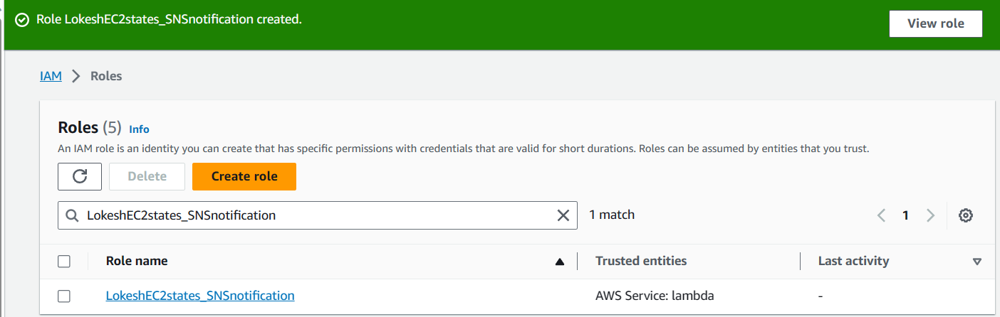 Role LokeshEC2states_SNSnotification created.
View role
IAM > Roles
Roles (5) Info
An IAM role is an identity you can create that has specific permissions with credentials that are valid for short durations. Roles can be assumed by entities that you trust.
Delete
Create role
LokeshEC2states_SNSnotification
1 match
1
Role name
Trusted entities
Last activity
LokeshEC2states_SNSnotification
AWS Service: lambda
-